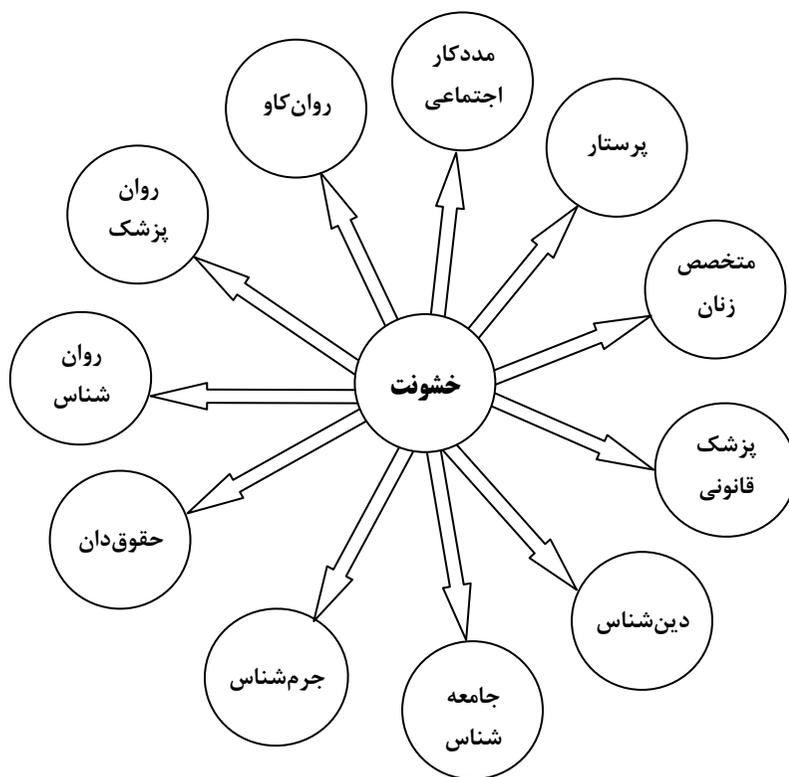 مددکار
اجتماعی
روان‌کاو
پرستار
روان
پزشک
متخصص
زنان
روان
شناس
خشونت
پزشک
قانونی
حقوق‌دان
دین‌شناس
جرم‌شناس
جامعه
شناس